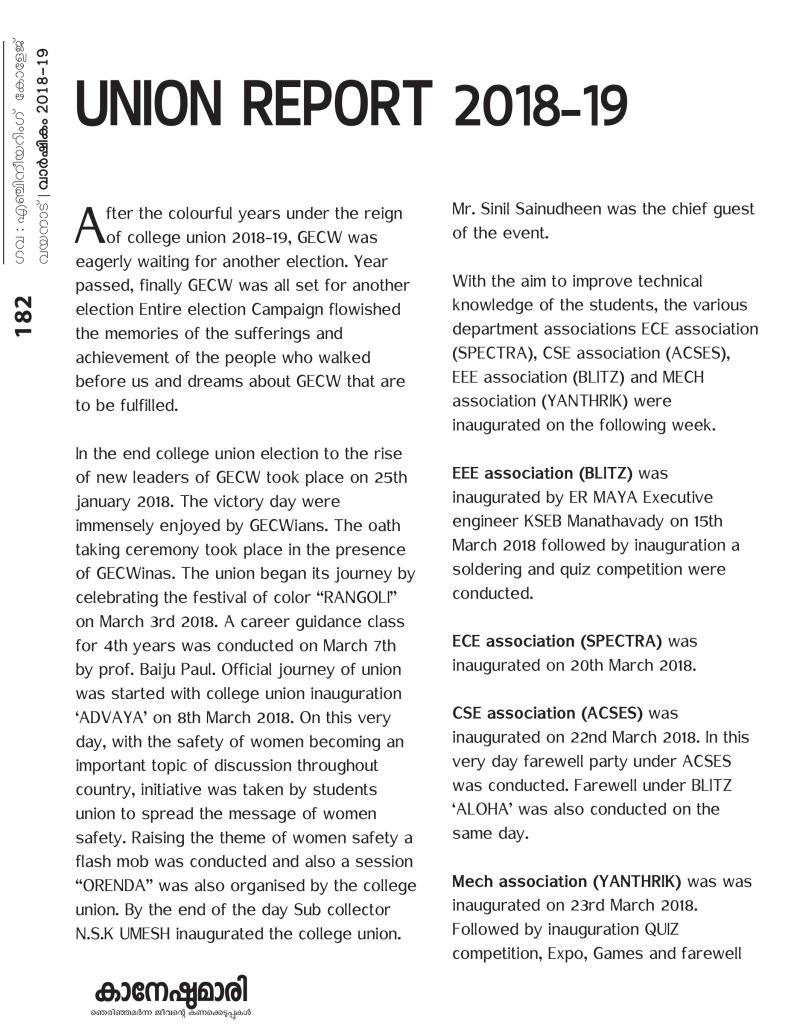 ഗവ : എഞ്ചിനീയറിംഗ് കോളേജ്
വയനാട് | വാർഷികം 2018-19
182
UNION REPORT 2018-19
After the colourful years under the reign
of college union 2018-19, GECW was
eagerly waiting for another election. Year
passed, finally GECW was all set for another
election Entire election Campaign flowished
the memories of the sufferings and
achievement of the people who walked
before us and dreams about GECW that are
to be fulfilled.
In the end college union election to the rise
of new leaders of GECW took place on 25th
january 2018. The victory day were
immensely enjoyed by GECWians. The oath
taking ceremony took place in the presence
of GECWinas. The union began its journey by
celebrating the festival of color “RANGOLI”
on March 3rd 2018. A career guidance class
for 4th years was conducted on March 7th
by prof. Baiju Paul. Official journey of union
was started with college union inauguration
‘ADVAYA’ on 8th March 2018. On this very
day, with the safety of women becoming an
important topic of discussion throughout
country, initiative was taken by students
union to spread the message of women
safety. Raising the theme of women safety a
flash mob was conducted and also a session
“ORENDA” was also organised by the college
union. By the end of the day Sub collector
N.S.K UMESH inaugurated the college union.
Mr. Sinil Sainudheen was the chief guest
of the event.
With the aim to improve technical
knowledge of the students, the various
department associations ECE association
(SPECTRA), CSE association (ACSES),
EEE association (BLITZ) and MECH
association (YANTHRIK) were
inaugurated on the following week.
EEE association (BLITZ) was
inaugurated by ER MAYA Executive
engineer KSEB Manathavady on 15th
March 2018 followed by inauguration a
soldering and quiz competition were
conducted.
ECE association (SPECTRA) was
inaugurated on 20th March 2018.
CSE association (ACSES) was
inaugurated on 22nd March 2018. In this
very day farewell party under ACSES
was conducted. Farewell under BLITZ
‘ALOHA’ was also conducted on the
same day.
Mech association (YANTHRIK) was was
inaugurated on 23rd March 2018.
Followed by inauguration QUIZ
competition, Expo, Games and farewell
കാനേഷുമാരി
ഞെരിഞ്ഞമർന്ന ജീവന്റെ കണക്കെടുപ്പുകൾ